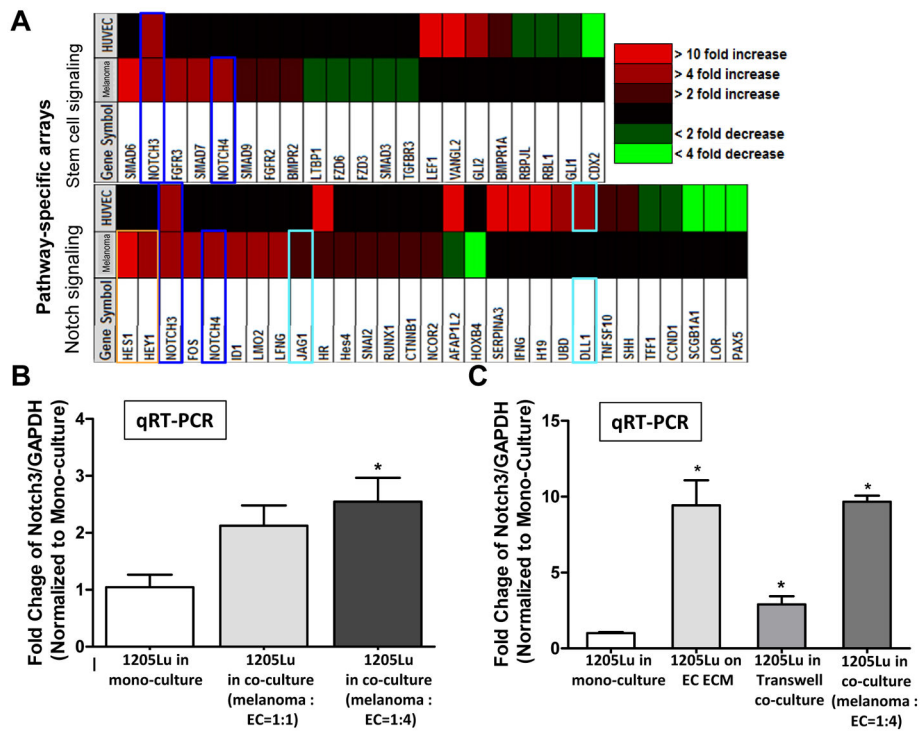 A
Pathway-specific arrays
Stem cell signaling
HUVEC
Melanoma
Gene Symbol
SMAD6
NOTCH3
FGFR3
SMAD7
NOTCH4
SMAD9
FGFR2
BMPR2
LTBP1
FZD6
FZD3
SMAD3
TGFBR3
LEF1
VANGL2
GLI2
BMPR1A
RBPJL
RBL1
GLI1
CDX2
> 10 fold increase
> 4 fold increase
> 2 fold increase
< 2 fold decrease
< 4 fold decrease
Notch signaling
HUVEC
Melanoma
Gene Symbol
HES1
HEY1
NOTCH3
FOS
NOTCH4
ID1
LMO2
LFNG
JAG1
HR
Hes4
SNAI2
RUNX1
CTNNB1
NCOR2
AFAP1L2
HOXB4
SERPINA3
IFNG
H19
UBD
DLL1
TNFSF10
SHH
TFF1
CCND1
SCGB1A1
LOR
PAX5
B
qRT-PCR
Fold Chage of Notch3/GAPDH
(Normalized to Mono-culture)
4
3
2
1
0
*
1205Lu in
mono-culture
1205Lu
in co-culture
(melanoma :
EC=1:1)
1205Lu
in co-culture
(melanoma :
EC=1:4)
C
qRT-PCR
Fold Chage of Notch3/GAPDH
(Normalized to Mono-Culture)
15
10
5
0
*
*
*
1205Lu in
mono-culture
1205Lu on
EC ECM
1205Lu in
Transwell
co-culture
1205Lu in
co-culture
(melanoma :
EC=1:4)